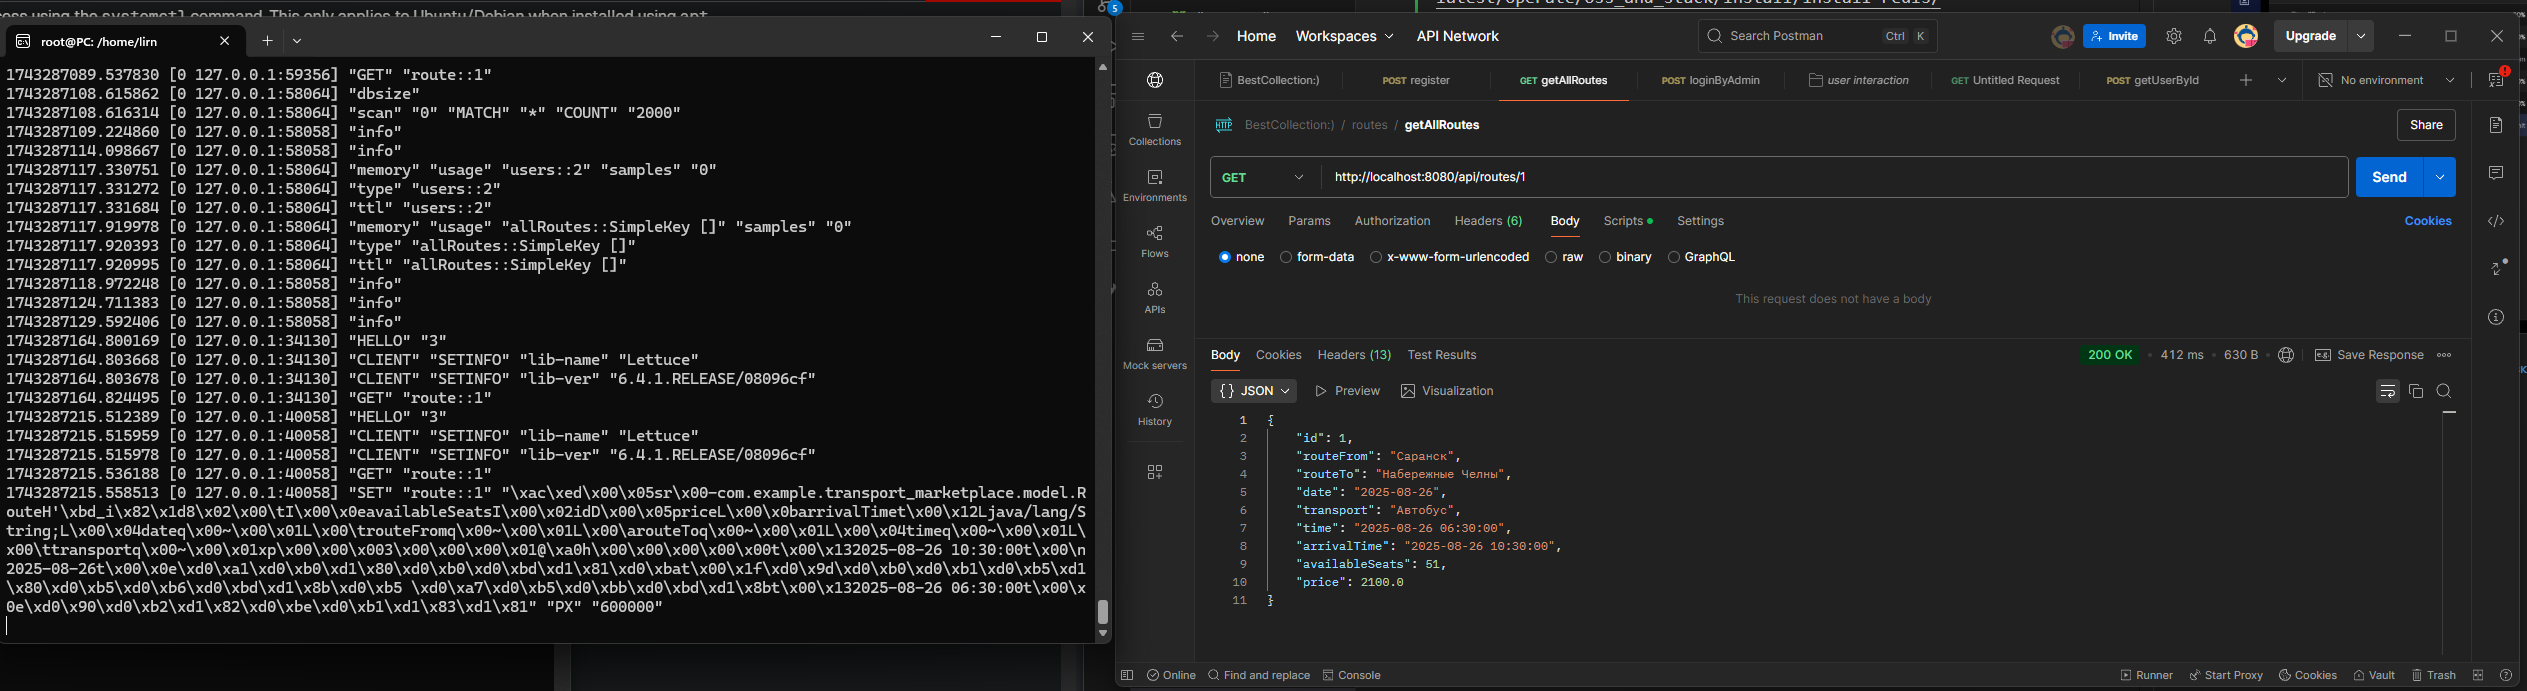 cess using the systemctl command. This only applies to Ubuntu/Debian when installed using apt
latest/operate/oss_and_stack/install/install-redis/
root@PC: /home/lirn
1743287089.537830 [0 127.0.0.1:59356] "GET" "route::1"
1743287108.615862 [0 127.0.0.1:58064] "dbsize"
1743287108.616314 [0 127.0.0.1:58064] "scan" "0" "MATCH" "*" "COUNT" "2000"
1743287109.224860 [0 127.0.0.1:58058] "info"
1743287114.098667 [0 127.0.0.1:58058] "info"
1743287117.330751 [0 127.0.0.1:58064] "memory" "usage" "users::2" "samples" "0"
1743287117.331272 [0 127.0.0.1:58064] "type" "users::2"
1743287117.331684 [0 127.0.0.1:58064] "ttl" "users::2"
1743287117.919978 [0 127.0.0.1:58064] "memory" "usage" "allRoutes::SimpleKey []" "samples" "0"
1743287117.920393 [0 127.0.0.1:58064] "type" "allRoutes::SimpleKey []"
1743287117.920995 [0 127.0.0.1:58064] "ttl" "allRoutes::SimpleKey []"
1743287118.972248 [0 127.0.0.1:58058] "info"
1743287124.711383 [0 127.0.0.1:58058] "info"
1743287129.592406 [0 127.0.0.1:58058] "info"
1743287164.800169 [0 127.0.0.1:34130] "HELLO" "3"
1743287164.803668 [0 127.0.0.1:34130] "CLIENT" "SETINFO" "lib-name" "Lettuce"
1743287164.803678 [0 127.0.0.1:34130] "CLIENT" "SETINFO" "lib-ver" "6.4.1.RELEASE/08096cf"
1743287164.824495 [0 127.0.0.1:34130] "GET" "route::1"
1743287215.512389 [0 127.0.0.1:40058] "HELLO" "3"
1743287215.515959 [0 127.0.0.1:40058] "CLIENT" "SETINFO" "lib-name" "Lettuce"
1743287215.515978 [0 127.0.0.1:40058] "CLIENT" "SETINFO" "lib-ver" "6.4.1.RELEASE/08096cf"
1743287215.536188 [0 127.0.0.1:40058] "GET" "route::1"
1743287215.558513 [0 127.0.0.1:40058] "SET" "route::1" "\xac\xed\x00\x05sr\x00-com.example.transport_marketplace.model.R
outeH'\xbd_i\x82\x1d8\x02\x00\tI\x00\x0eavailableSeatsI\x00\x02idD\x00\x05priceL\x00\x0barrivalTimet\x00\x12Ljava/lang/S
tring;L\x00\x04dateq\x00~\x00\x01L\x00\trouteFromq\x00~\x00\x01L\x00\arouteToq\x00~\x00\x01L\x00\x04timeq\x00~\x00\x01L\
x00\ttransportq\x00~\x00\x01xp\x00\x00\x003\x00\x00\x00\x01@\xa0h\x00\x00\x00\x00\x00t\x00\x132025-08-26 10:30:00t\x00\n
2025-08-26t\x00\x0e\xd0\xa1\xd0\xb0\xd1\x80\xd0\xb0\xd0\xbd\xd1\x81\xd0\xbat\x00\x1f\xd0\x9d\xd0\xb0\xd0\xb1\xd0\xb5\xd1
\x80\xd0\xb5\xd0\xb6\xd0\xbd\xd1\x8b\xd0\xb5 \xd0\xa7\xd0\xb5\xd0\xbb\xd0\xbd\xd1\x8bt\x00\x132025-08-26 06:30:00t\x00\x
0e\xd0\x90\xd0\xb2\xd1\x82\xd0\xbe\xd0\xb1\xd1\x83\xd1\x81" "PX" "600000"
5
Home Workspaces API Network Search Postman Ctrl K Invite Upgrade
BestCollection:) POST register GET getAllRoutes POST loginByAdmin user interaction GET Untitled Request POST getUserById No environment
Collections
Environments
Flows
APIs
Mock servers
History
BestCollection:) / routes / getAllRoutes Share
GET http://localhost:8080/api/routes/1 Send
Overview Params Authorization Headers (6) Body Scripts Settings Cookies
none form-data x-www-form-urlencoded raw binary GraphQL
This request does not have a body
Body Cookies Headers (13) Test Results 200 OK 412 ms 630 B Save Response
{} JSON Preview Visualization
1 {
2 "id": 1,
3 "routeFrom": "Саранск",
4 "routeTo": "Набережные Челны",
5 "date": "2025-08-26",
6 "transport": "Автобус",
7 "time": "2025-08-26 06:30:00",
8 "arrivalTime": "2025-08-26 10:30:00",
9 "availableSeats": 51,
10 "price": 2100.0
11 }
Online Find and replace Console Runner Start Proxy Cookies Vault Trash